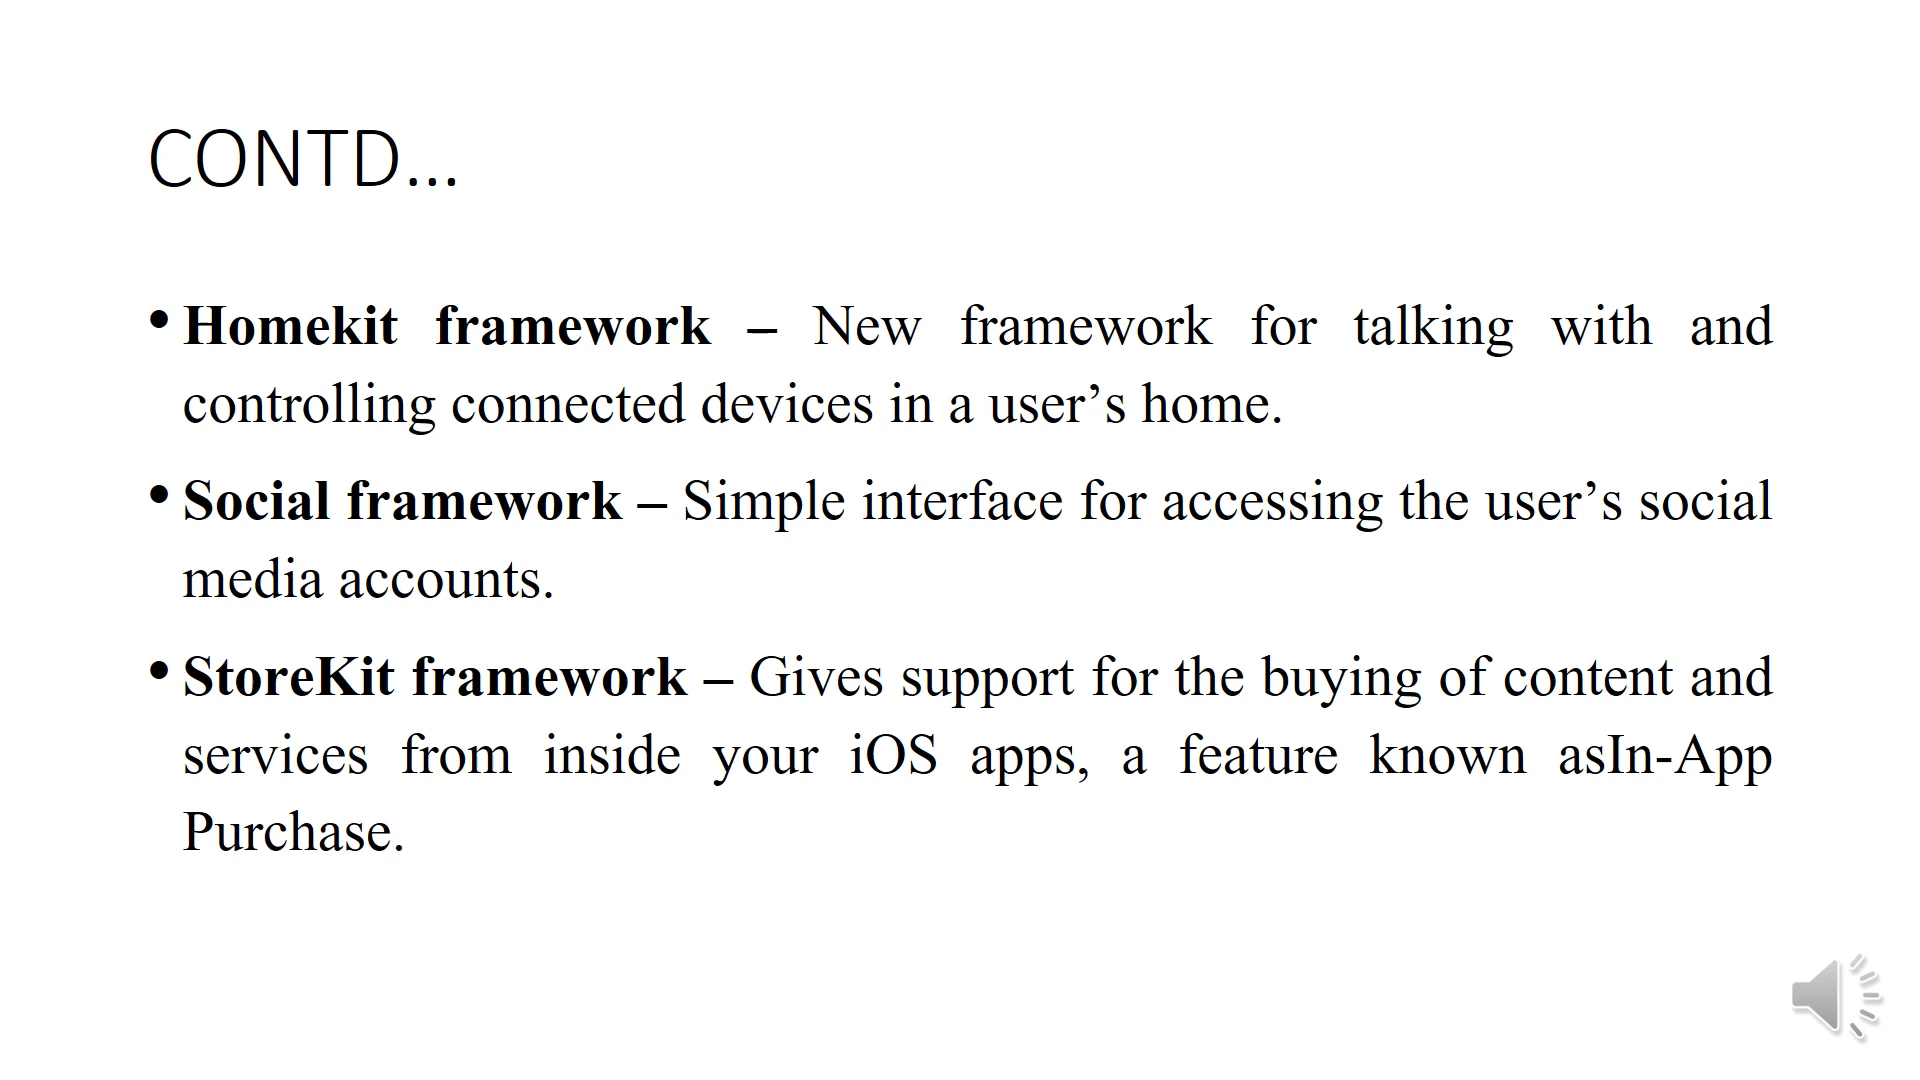 CONTD...
• Homekit framework – New framework for talking with and
controlling connected devices in a user’s home.
• Social framework – Simple interface for accessing the user’s social
media accounts.
• StoreKit framework – Gives support for the buying of content and
services from inside your iOS apps, a feature known asIn-App
Purchase.